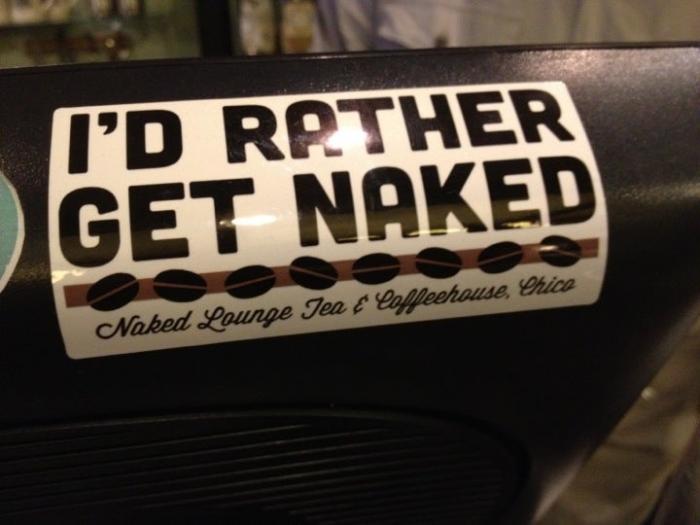 I'D RATHER
GET NAKED
Naked Lounge Tea & Coffeehouse, Chico